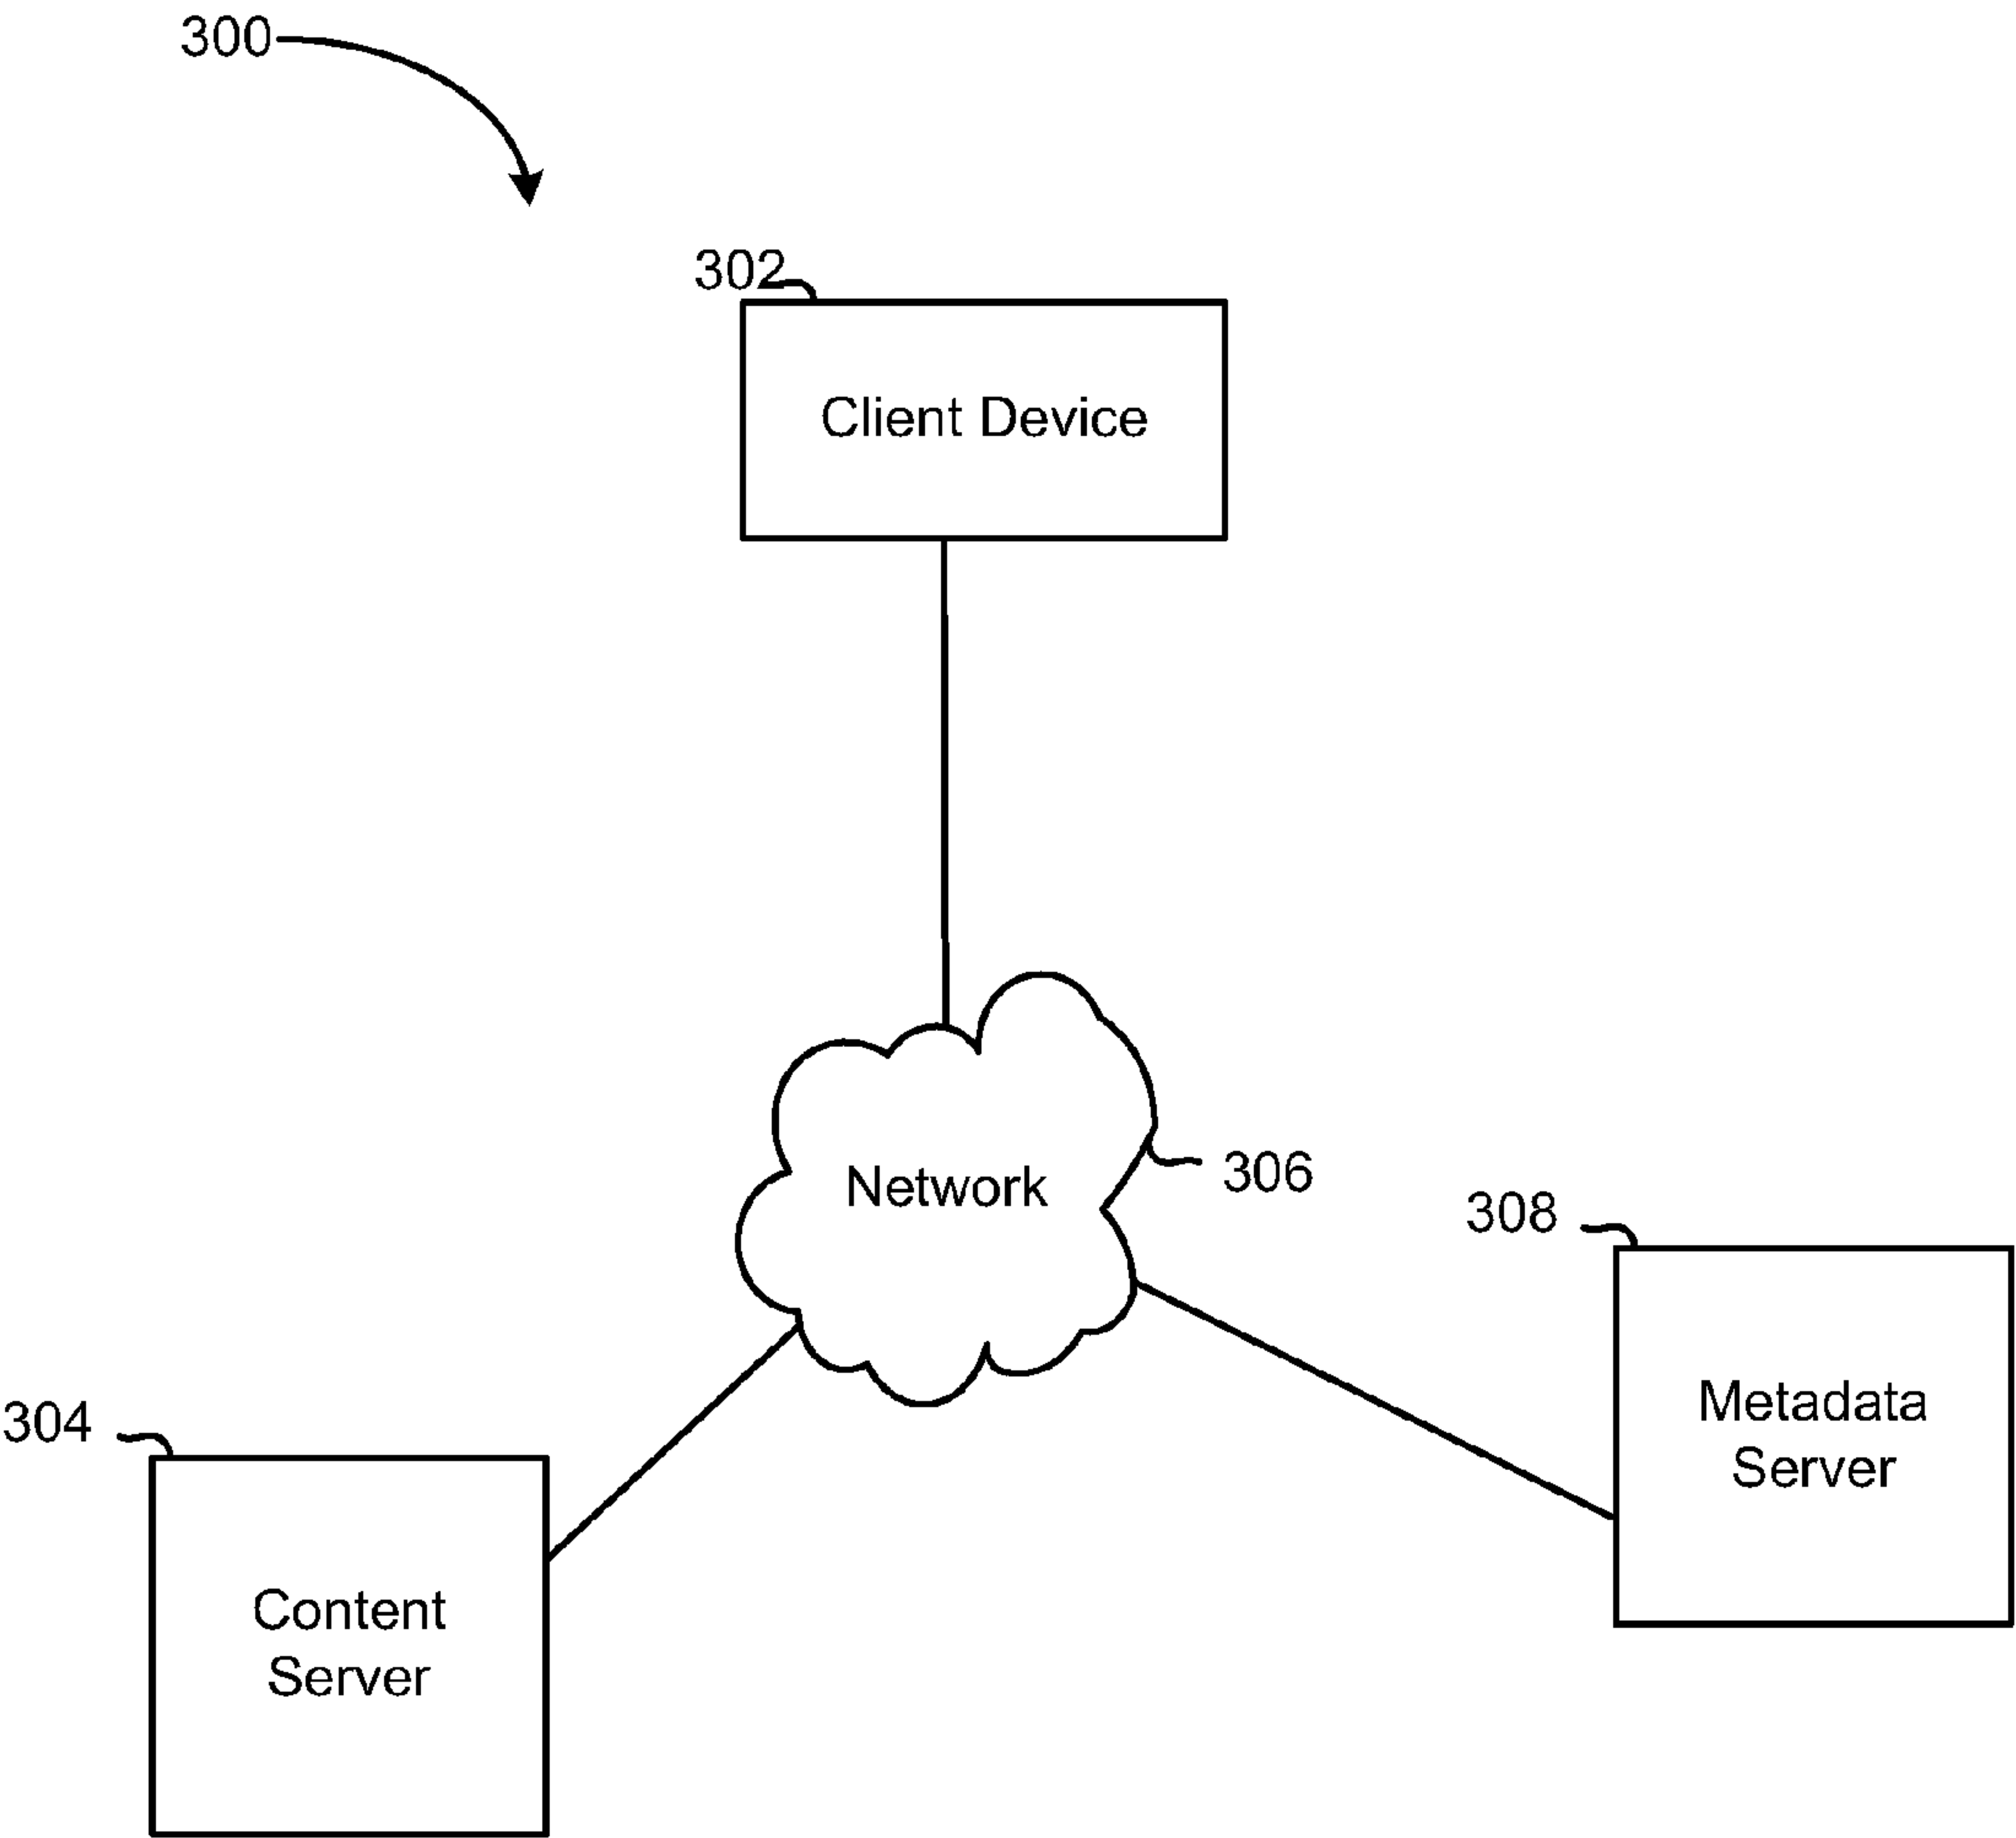 300
302
Client Device
Network
306
308
Metadata
Server
304
Content
Server